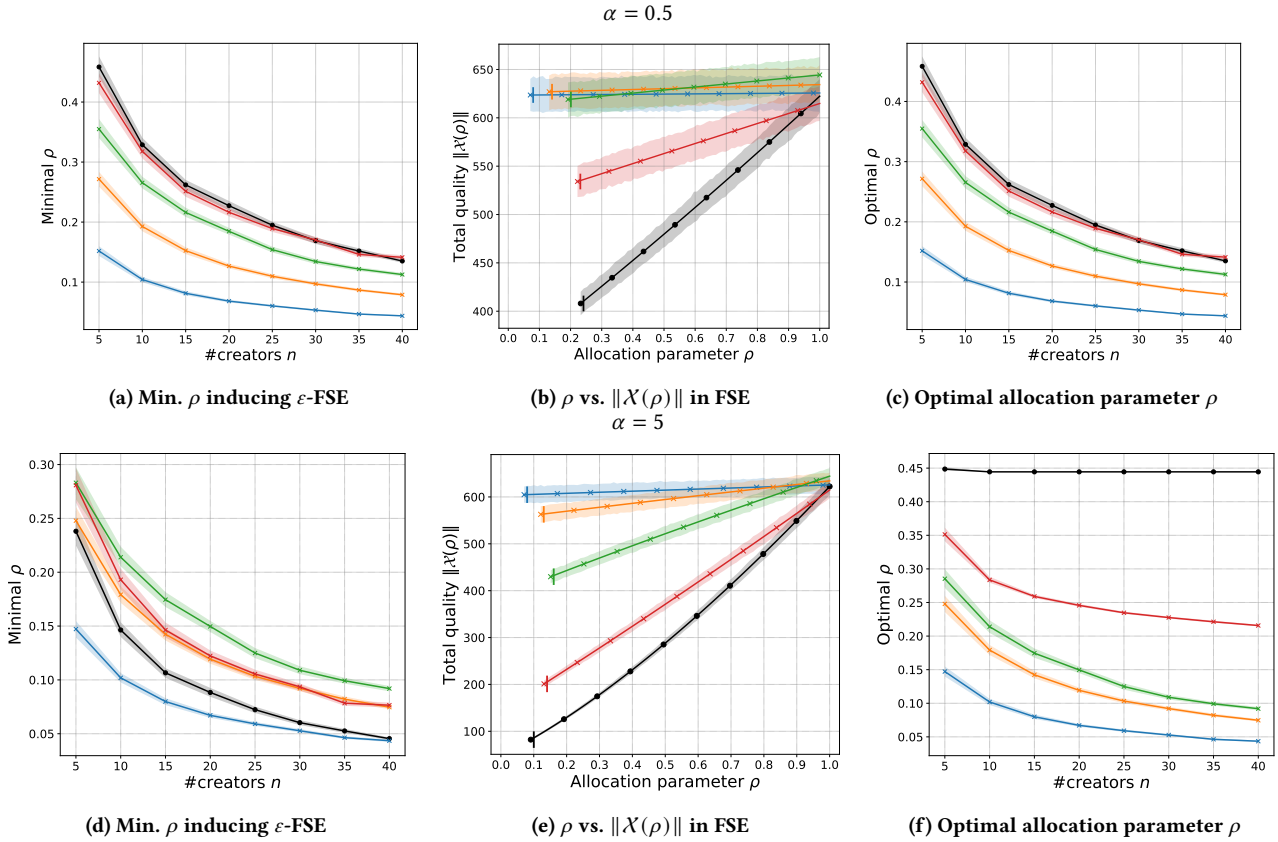 α = 0.5
Minimal ρ
0.4
0.3
0.2
0.1
5 10 15 20 25 30 35 40
#creators n
Total quality ‖𝒳(ρ)‖
650
600
550
500
450
400
0.0 0.1 0.2 0.3 0.4 0.5 0.6 0.7 0.8 0.9 1.0
Allocation parameter ρ
Optimal ρ
0.4
0.3
0.2
0.1
5 10 15 20 25 30 35 40
#creators n
(a) Min. ρ inducing ε-FSE
(b) ρ vs. ‖𝒳(ρ)‖ in FSE
(c) Optimal allocation parameter ρ
α = 5
Minimal ρ
0.30
0.25
0.20
0.15
0.10
0.05
5 10 15 20 25 30 35 40
#creators n
Total quality ‖𝒳(ρ)‖
600
500
400
300
200
100
0.0 0.1 0.2 0.3 0.4 0.5 0.6 0.7 0.8 0.9 1.0
Allocation parameter ρ
Optimal ρ
0.45
0.40
0.35
0.30
0.25
0.20
0.15
0.10
0.05
5 10 15 20 25 30 35 40
#creators n
(d) Min. ρ inducing ε-FSE
(e) ρ vs. ‖𝒳(ρ)‖ in FSE
(f) Optimal allocation parameter ρ